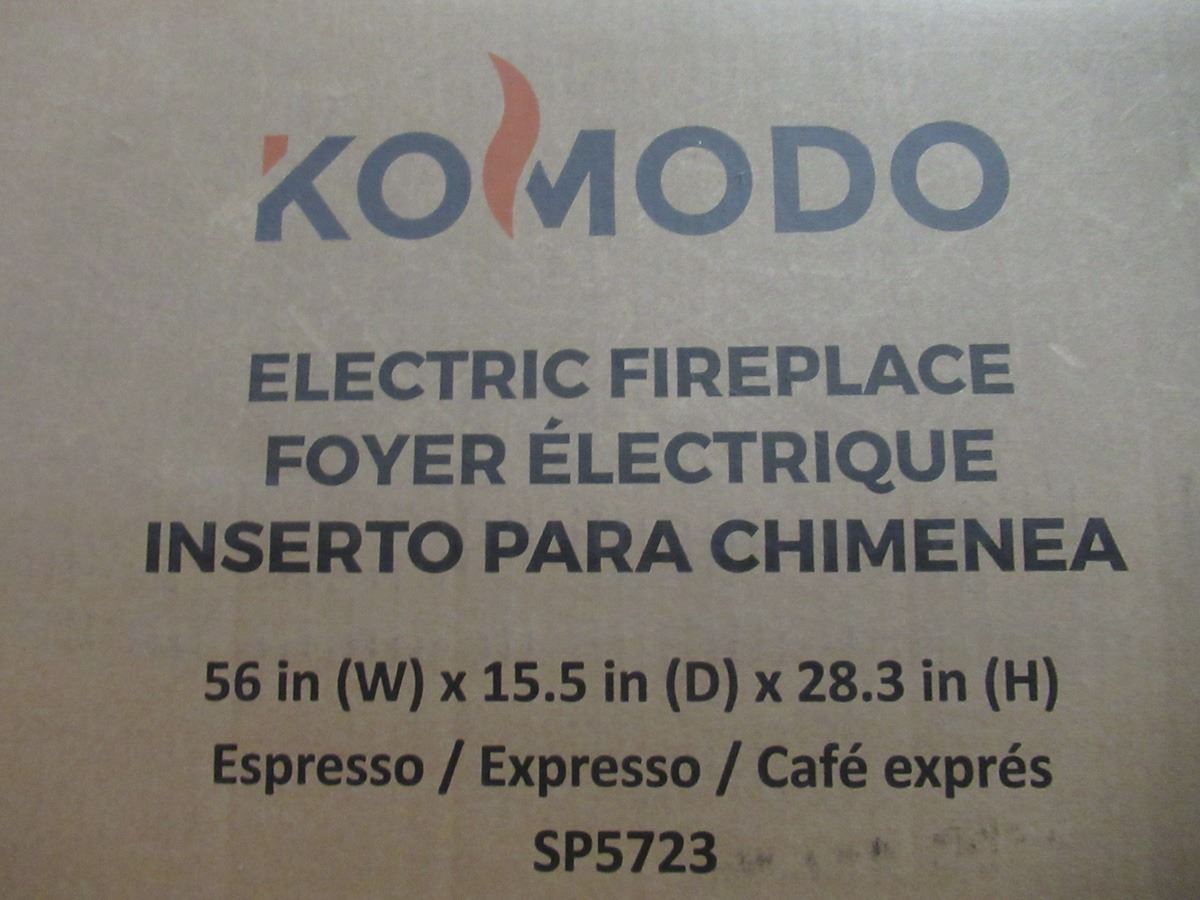 KOMODO
ELECTRIC FIREPLACE
FOYER ÉLECTRIQUE
INSERTO PARA CHIMENEA
56 in (W) x 15.5 in (D) x 28.3 in (H)
Espresso / Expresso / Café exprés
SP5723